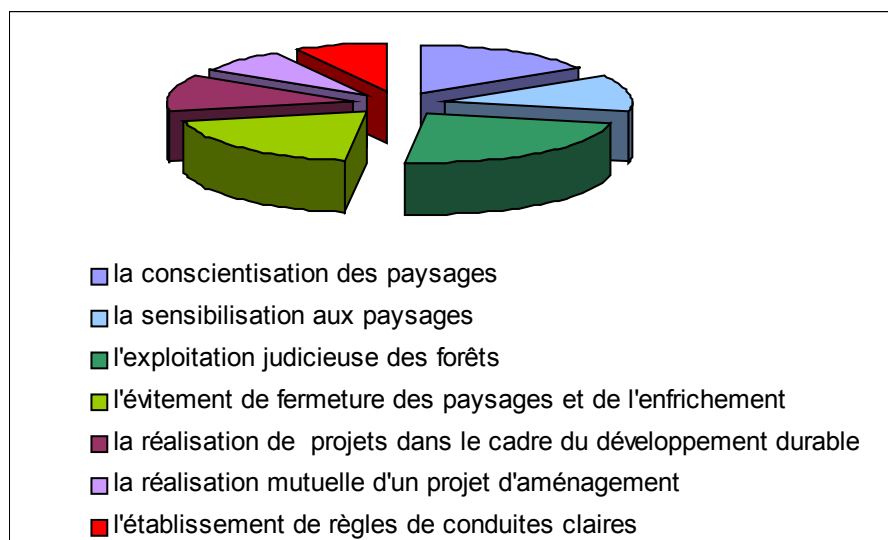 la conscientisation des paysages
la sensibilisation aux paysages
l'exploitation judicieuse des forêts
l'évitement de fermeture des paysages et de l'enfrichement
la réalisation de projets dans le cadre du développement durable
la réalisation mutuelle d'un projet d'aménagement
l'établissement de règles de conduites claires